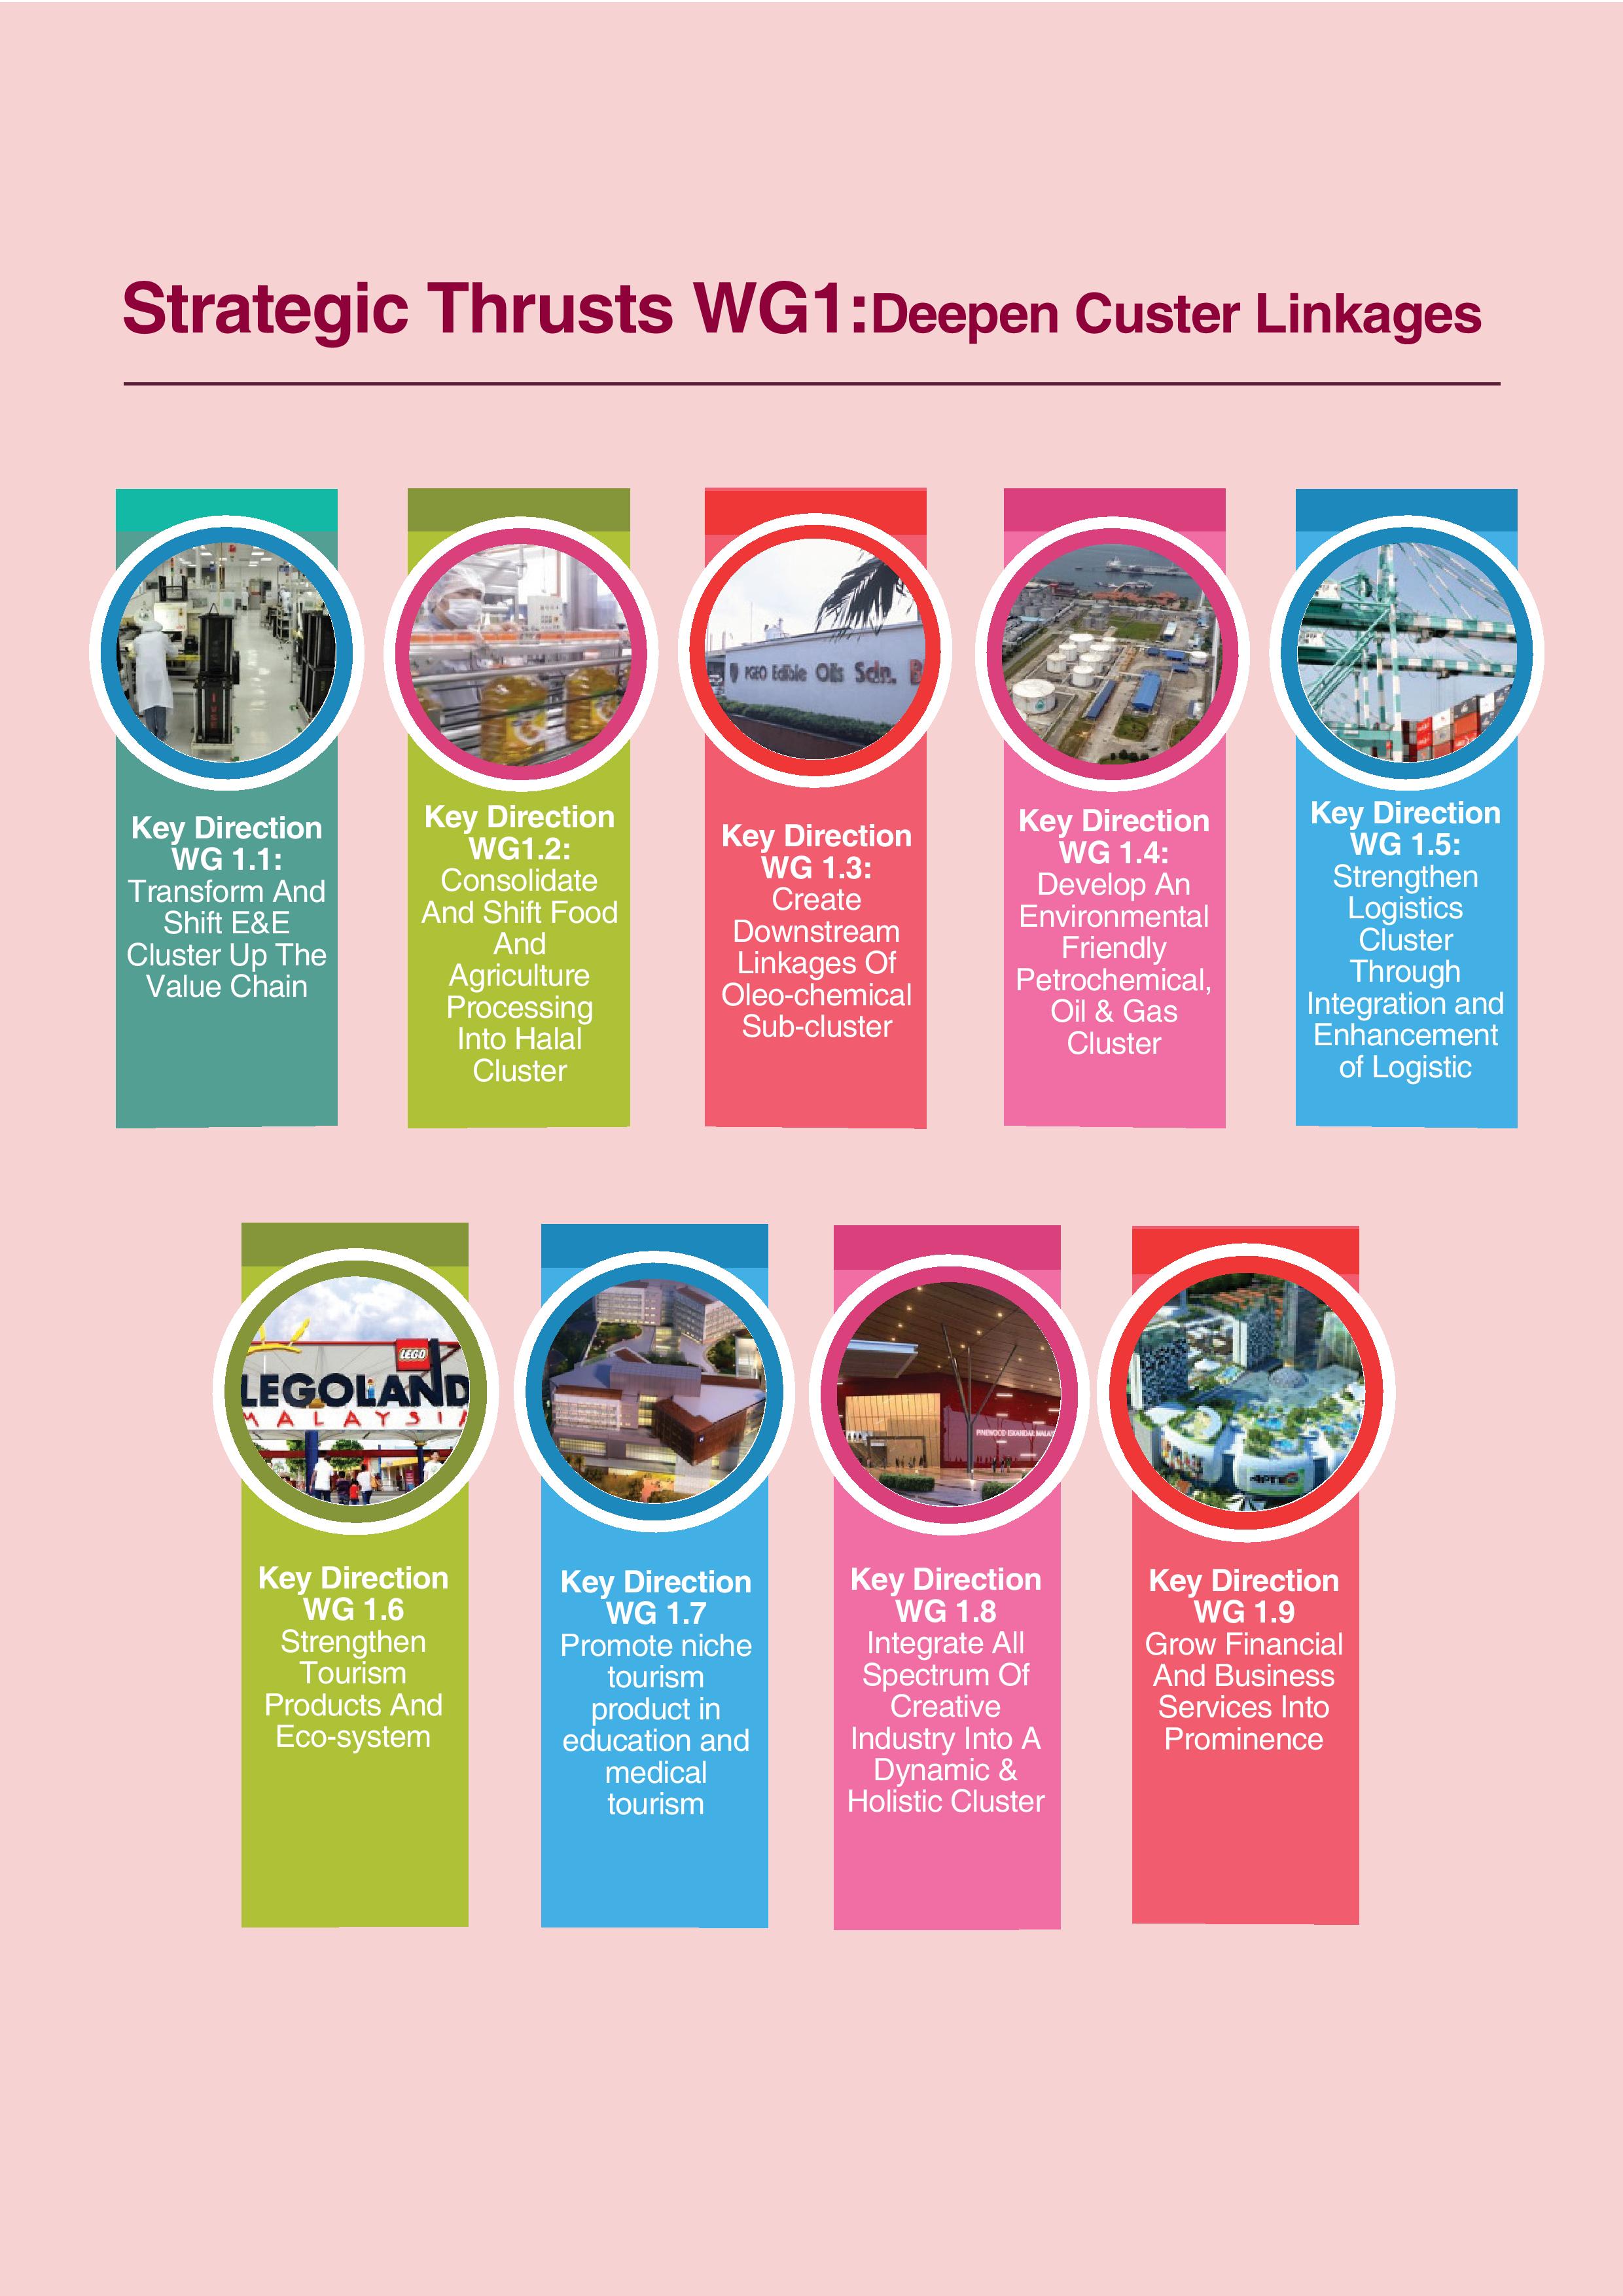 Strategic Thrusts WG1:Deepen Custer Linkages
PGEO Edible Oils Sdn. B
Key Direction
WG 1.1:
Transform And
Shift E&E
Cluster Up The
Value Chain
Key Direction
WG1.2:
Consolidate
And Shift Food
And
Agriculture
Processing
Into Halal
Cluster
Key Direction
WG 1.3:
Create
Downstream
Linkages Of
Oleo-chemical
Sub-cluster
Key Direction
WG 1.4:
Develop An
Environmental
Friendly
Petrochemical,
Oil & Gas
Cluster
Key Direction
WG 1.5:
Strengthen
Logistics
Cluster
Through
Integration and
Enhancement
of Logistic
LEGO
LEGOLAND
MALAYSIA
PINEWOOD ISKANDAR MALAY
Key Direction
WG 1.6
Strengthen
Tourism
Products And
Eco-system
Key Direction
WG 1.7
Promote niche
tourism
product in
education and
medical
tourism
Key Direction
WG 1.8
Integrate All
Spectrum Of
Creative
Industry Into A
Dynamic &
Holistic Cluster
Key Direction
WG 1.9
Grow Financial
And Business
Services Into
Prominence